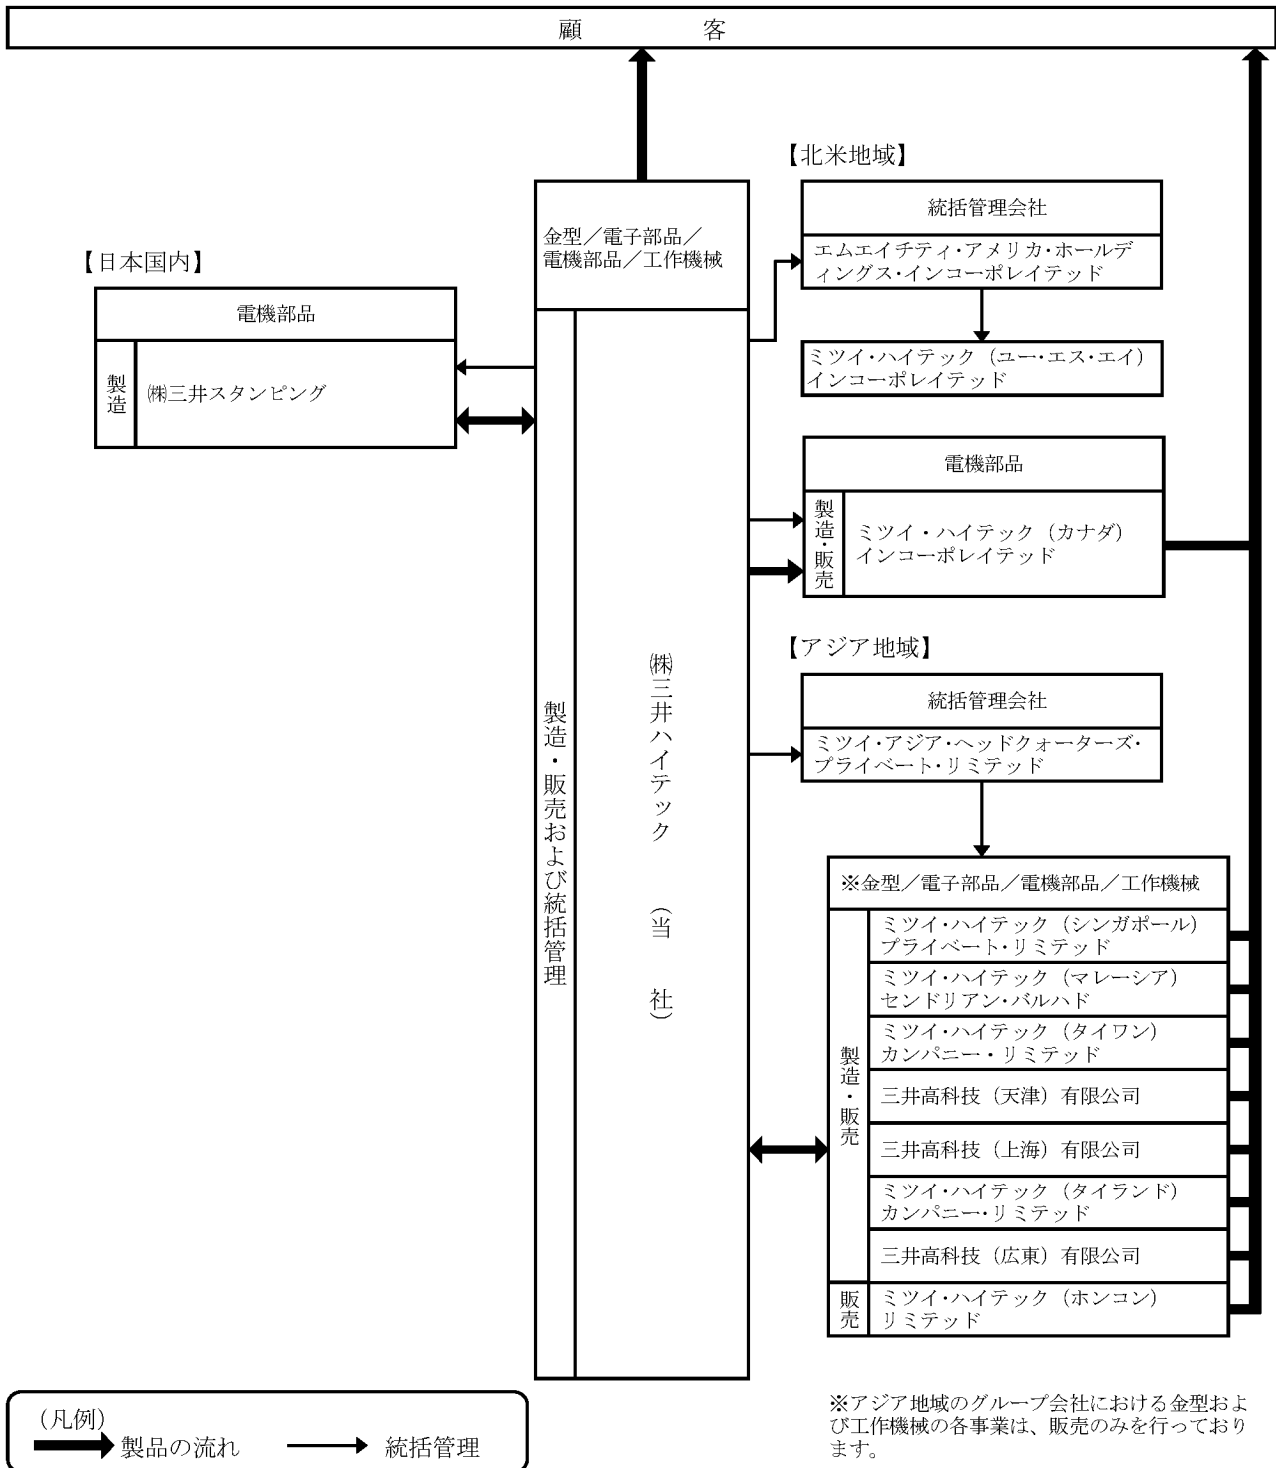 顧客
【北米地域】
統括管理会社
エムエイチティ・アメリカ・ホールデ
ィングス・インコーポレイテッド
ミツイ・ハイテック（ユー・エス・エイ）
インコーポレイテッド
電機部品
製造・販売
ミツイ・ハイテック（カナダ）
インコーポレイテッド
金型／電子部品／
電機部品／工作機械
製造・販売および統括管理
㈱三井ハイテック（当社）
【日本国内】
電機部品
製造
㈱三井スタンピング
【アジア地域】
統括管理会社
ミツイ・アジア・ヘッドクォーターズ・
プライベート・リミテッド
※金型／電子部品／電機部品／工作機械
製造・販売
ミツイ・ハイテック（シンガポール）
プライベート・リミテッド
ミツイ・ハイテック（マレーシア）
センドリアン・バルハド
ミツイ・ハイテック（タイワン）
カンパニー・リミテッド
三井高科技（天津）有限公司
三井高科技（上海）有限公司
ミツイ・ハイテック（タイランド）
カンパニー・リミテッド
三井高科技（広東）有限公司
販売
ミツイ・ハイテック（ホンコン）
リミテッド
（凡例）
製品の流れ
統括管理
※アジア地域のグループ会社における金型およ
び工作機械の各事業は、販売のみを行っており
ます。